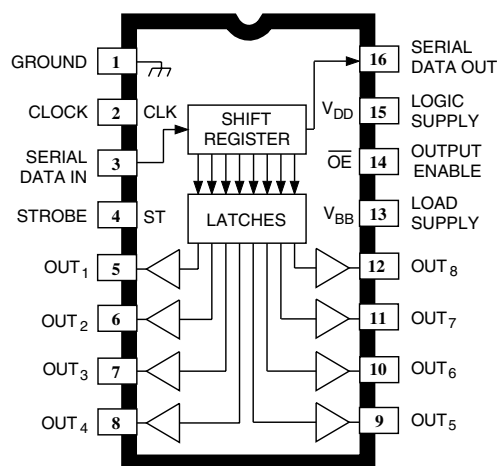 GROUND 1
CLOCK 2 CLK
SERIAL DATA IN 3
STROBE 4 ST
OUT1 5
OUT2 6
OUT3 7
OUT4 8
SHIFT REGISTER
LATCHES
16 SERIAL DATA OUT
VDD 15 LOGIC SUPPLY
OE 14 OUTPUT ENABLE
VBB 13 LOAD SUPPLY
12 OUT8
11 OUT7
10 OUT6
9 OUT5